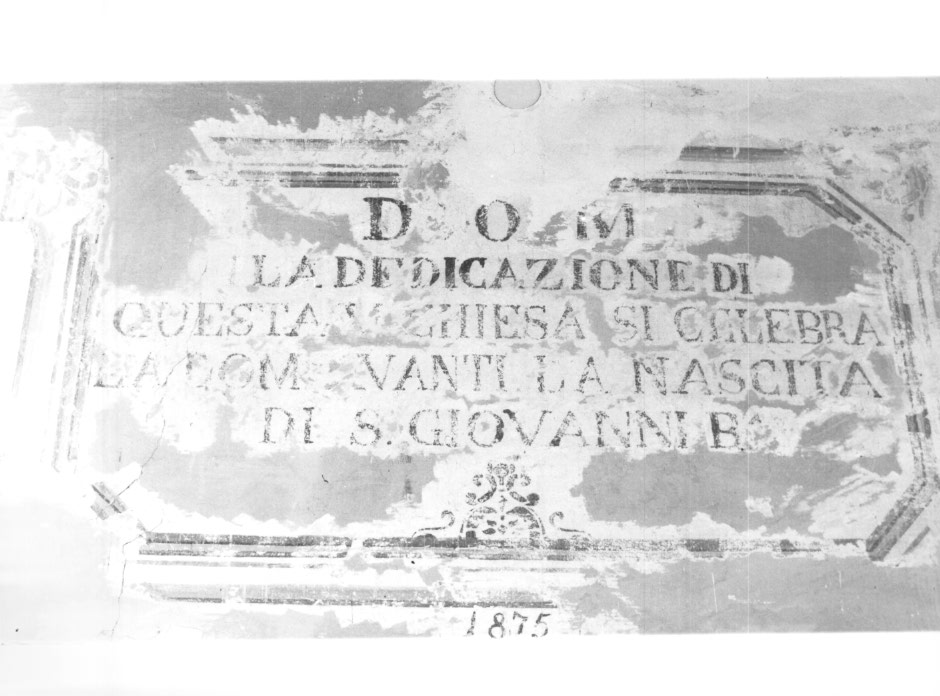 D O M
LA DEDICAZIONE DI
QUESTA CHIESA SI CELEBRA
LA DOM VANTI LA NASCITA
DI S. GIOVANNI B
1875